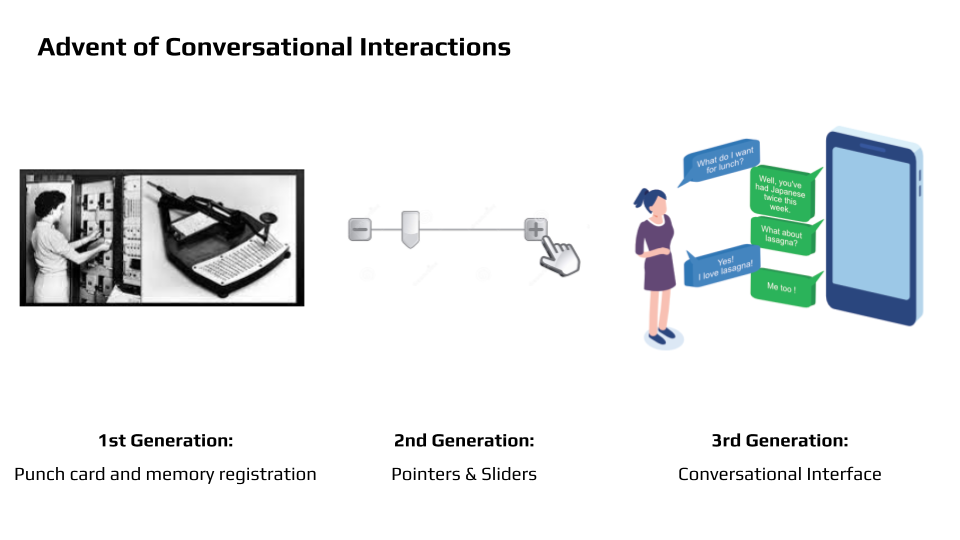 Advent of Conversational Interactions
What do I want
for lunch?
Well, you've
had Japanese
twice this
week.
What about
lasagna?
Yes!
I love lasagna!
Me too !
1st Generation:
Punch card and memory registration
2nd Generation:
Pointers & Sliders
3rd Generation:
Conversational Interface